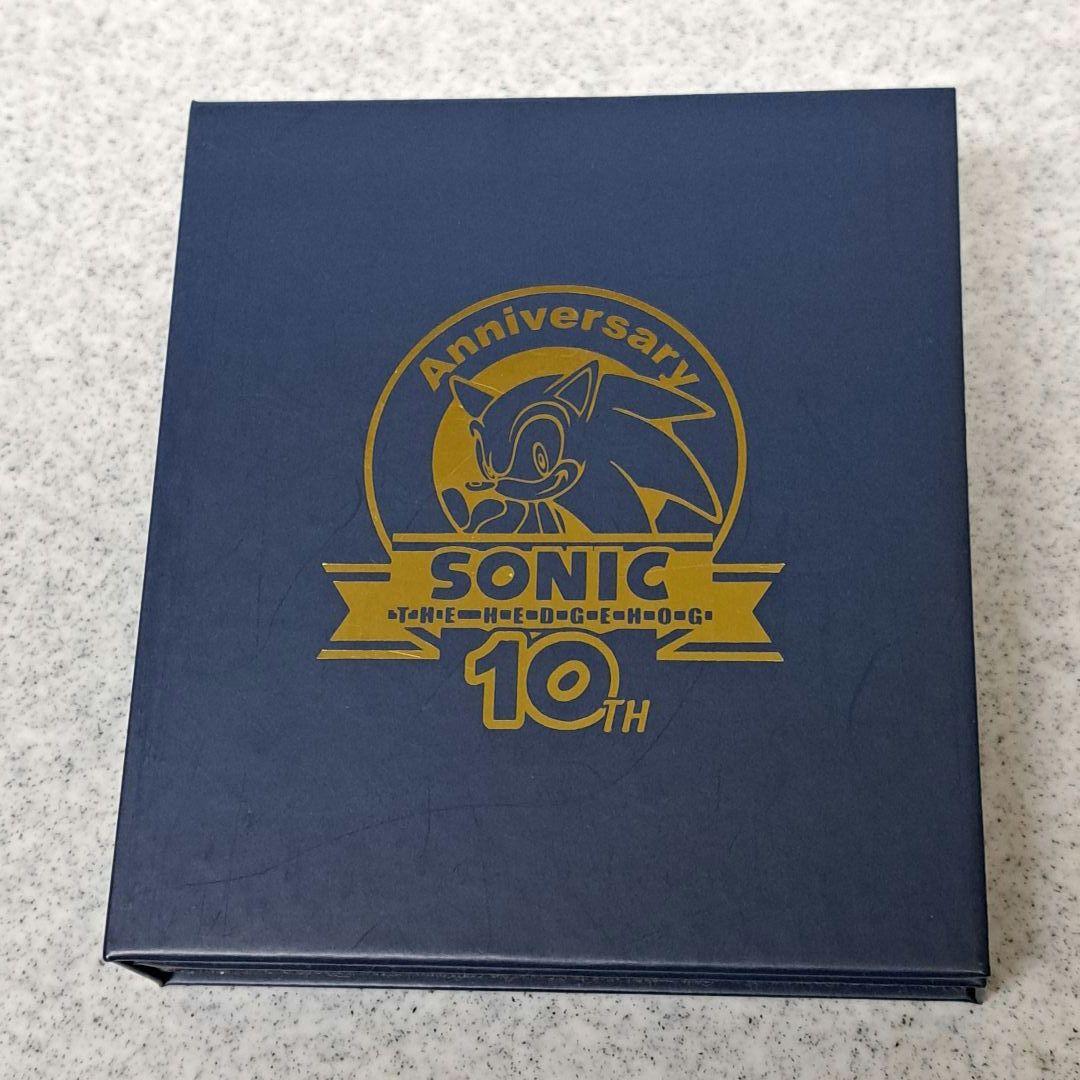 Anniversary
SONIC
THE HEDGEHOG
10TH